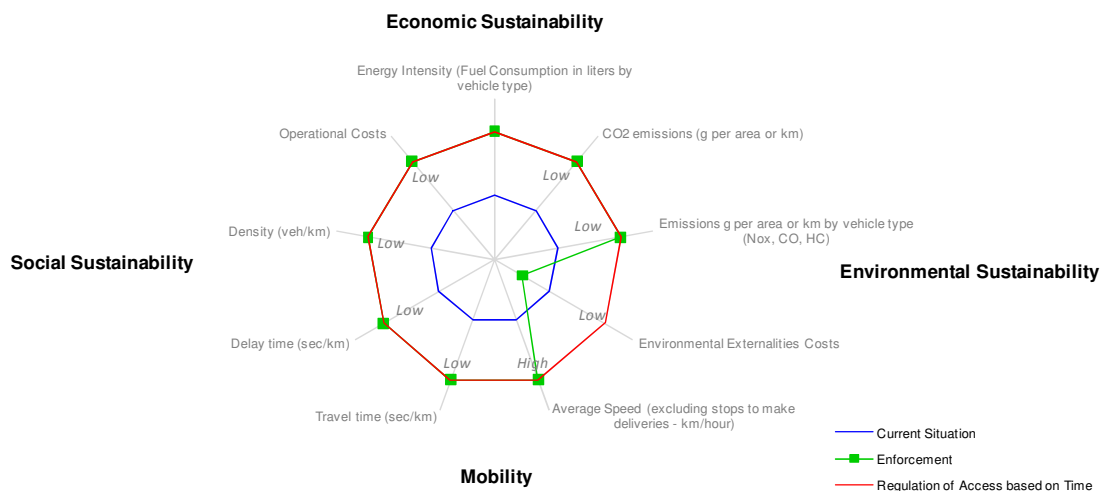 Economic Sustainability
Energy Intensity (Fuel Consumption in liters by
vehicle type)
Operational Costs
CO2 emissions (g per area or km)
Low
Low
Density (veh/km)
Low
Low
Emissions g per area or km by vehicle type
(Nox, CO, HC)
Social Sustainability
Environmental Sustainability
Low
Low
Delay time (sec/km)
Environmental Externalities Costs
Low
High
Travel time (sec/km)
Average Speed (excluding stops to make
deliveries - km/hour)
Mobility
Current Situation
Enforcement
Regulation of Access based on Time